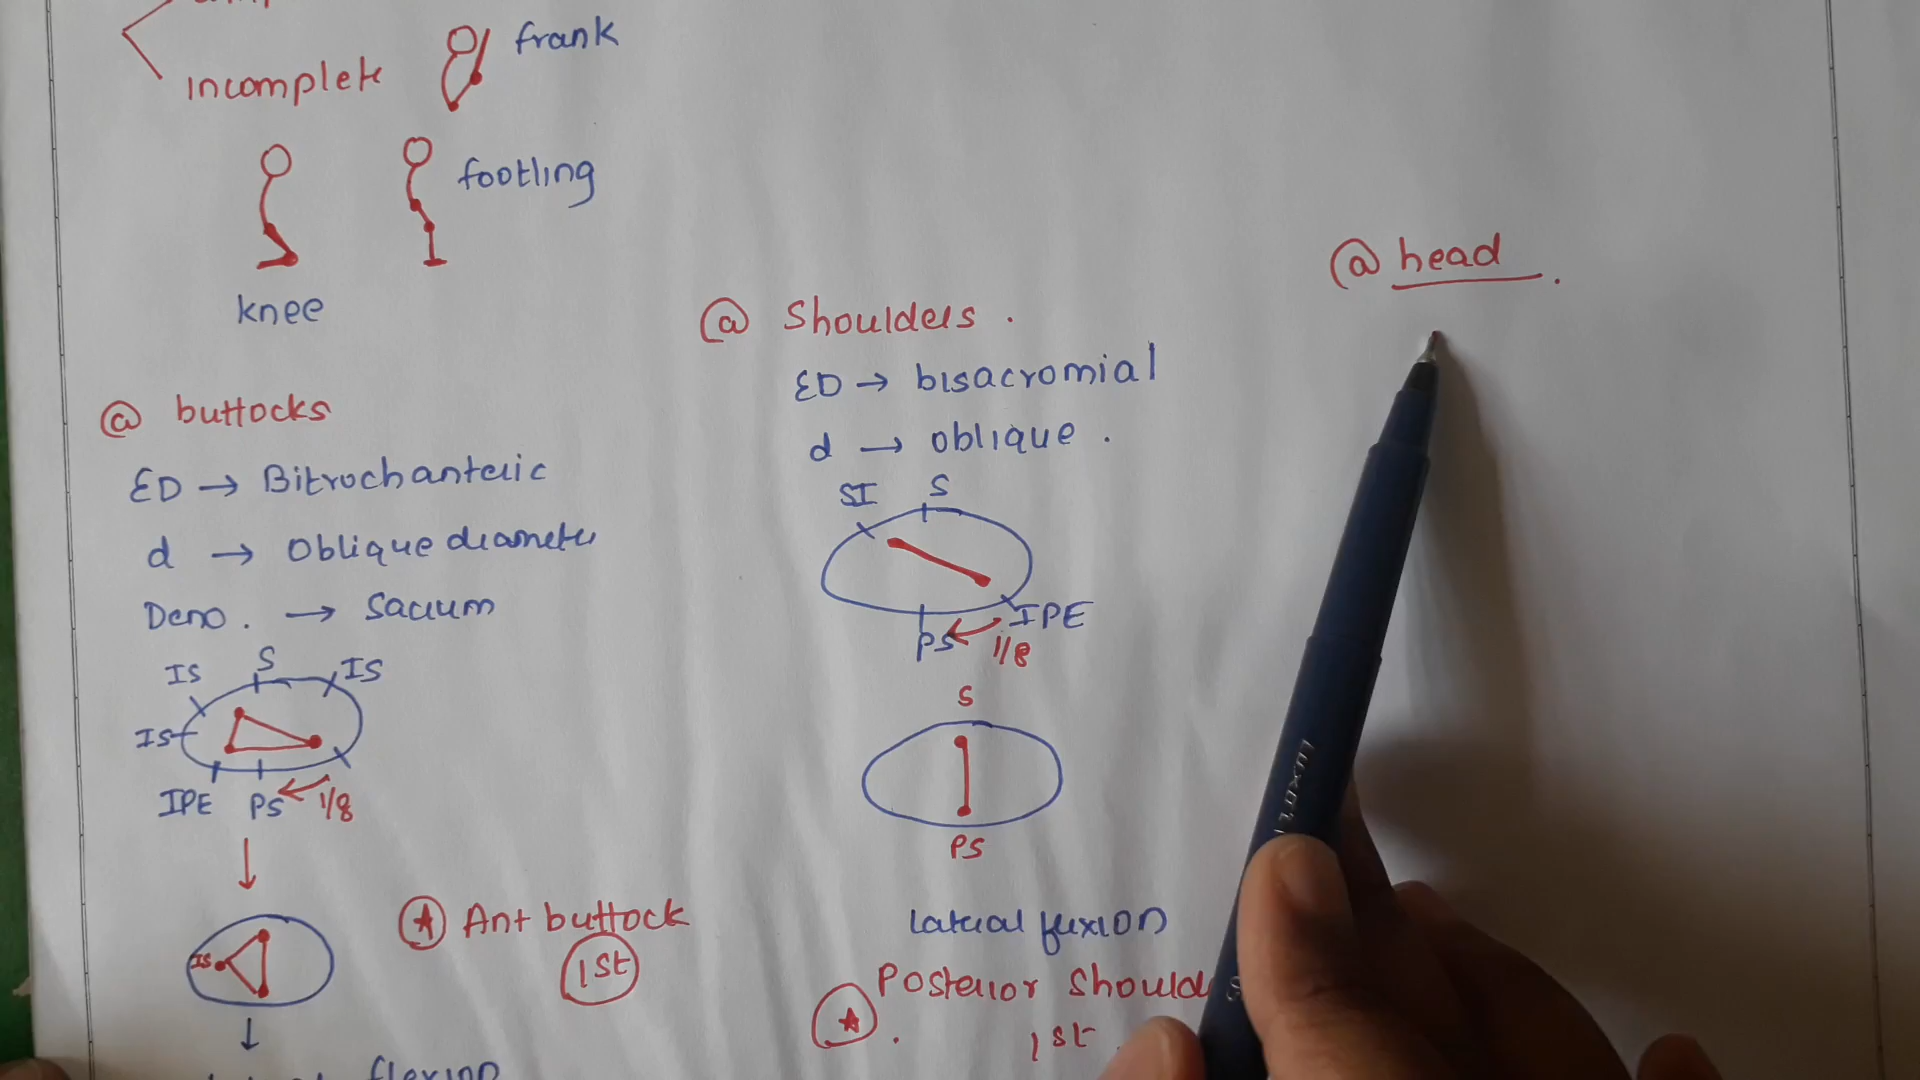 incomplete
frank
footling
knee
@ buttocks
ED → Bitrochanteric
d → Oblique diameter
Deno. → Sacrum
IS S IS
IS
IPE PS 1/8
IS
★ Ant buttock
1st
flexion
@ Shoulders.
ED → bisacromial
d → oblique.
SI S
IPE
PS 1/8
S
PS
Lateral flexion
★ Posterior Should
1st
@ head.